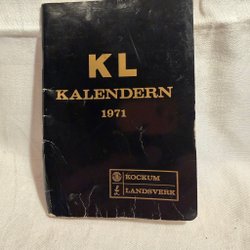 KL
KALENDERN
1971
KOCKUM
LANDSVERK